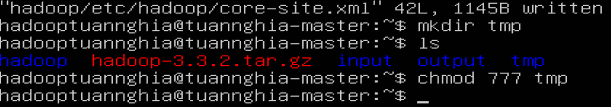 "hadoop/etc/hadoop/core-site.xml" 42L, 1145B written
hadooptuannghia@tuannghia-master:~$ mkdir tmp
hadooptuannghia@tuannghia-master:~$ ls
hadoop  hadoop-3.3.2.tar.gz  input  output  tmp
hadooptuannghia@tuannghia-master:~$ chmod 777 tmp
hadooptuannghia@tuannghia-master:~$ _